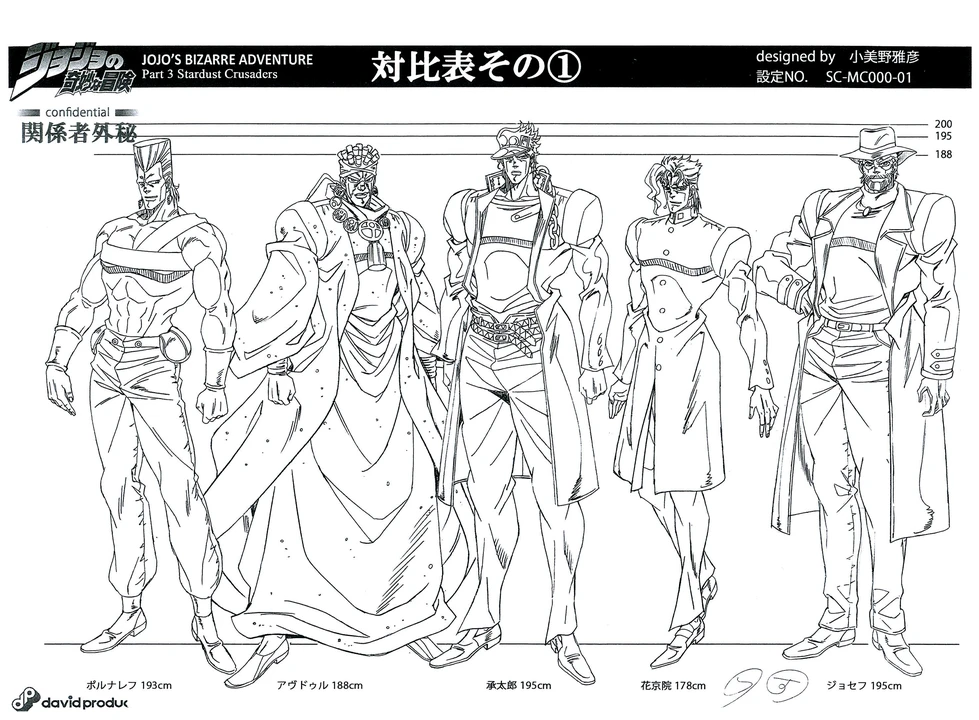 ジョジョの
奇妙な冒険
JOJO'S BIZARRE ADVENTURE
Part 3 Stardust Crusaders
対比表その①
designed by 小美野雅彦
設定NO. SC-MC000-01
confidential
関係者外秘
200
195
188
ポルナレフ 193cm
アヴドゥル 188cm
承太郎 195cm
花京院 178cm
ジョセフ 195cm
david produc